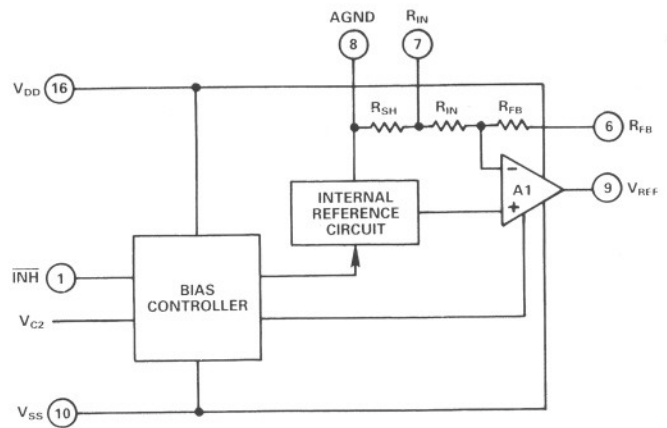 AGND
R_IN
8
7
V_DD 16
R_SH
R_IN
R_FB
6 R_FB
−
A1
9 V_REF
+
INTERNAL
REFERENCE
CIRCUIT
INH 1
BIAS
CONTROLLER
V_C2
V_SS 10